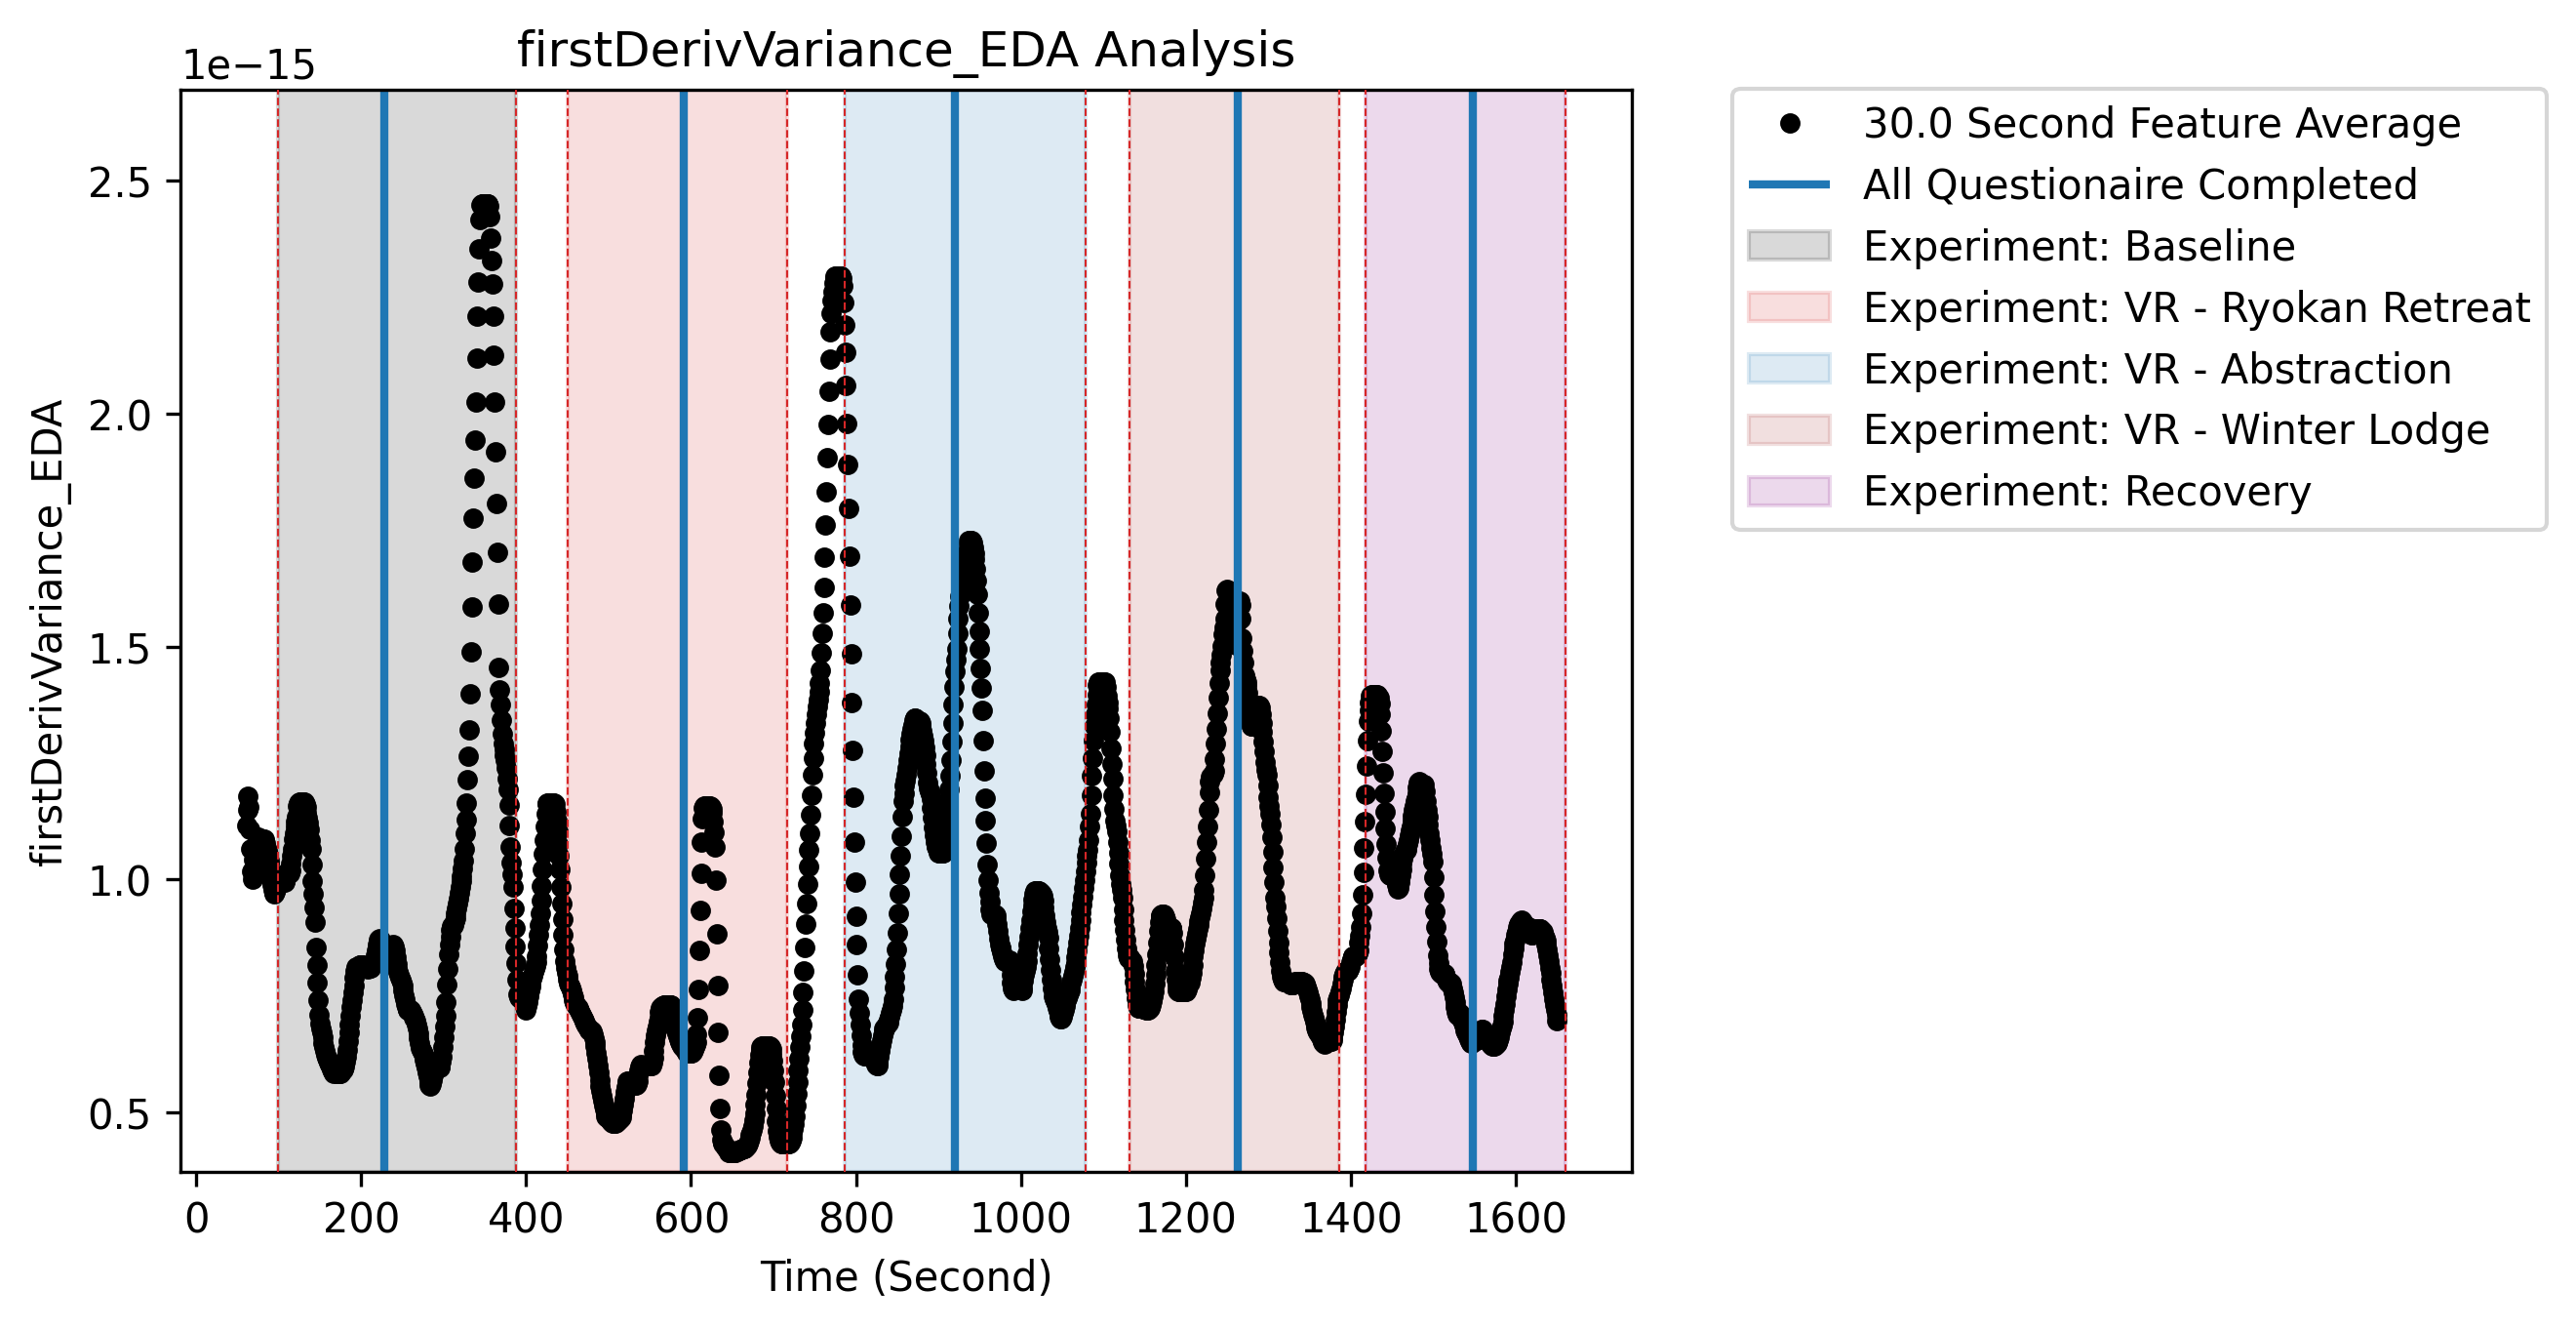 firstDerivVariance_EDA Analysis
1e−15
2.5
2.0
1.5
1.0
0.5
firstDerivVariance_EDA
0 200 400 600 800 1000 1200 1400 1600
Time (Second)
30.0 Second Feature Average
All Questionaire Completed
Experiment: Baseline
Experiment: VR - Ryokan Retreat
Experiment: VR - Abstraction
Experiment: VR - Winter Lodge
Experiment: Recovery